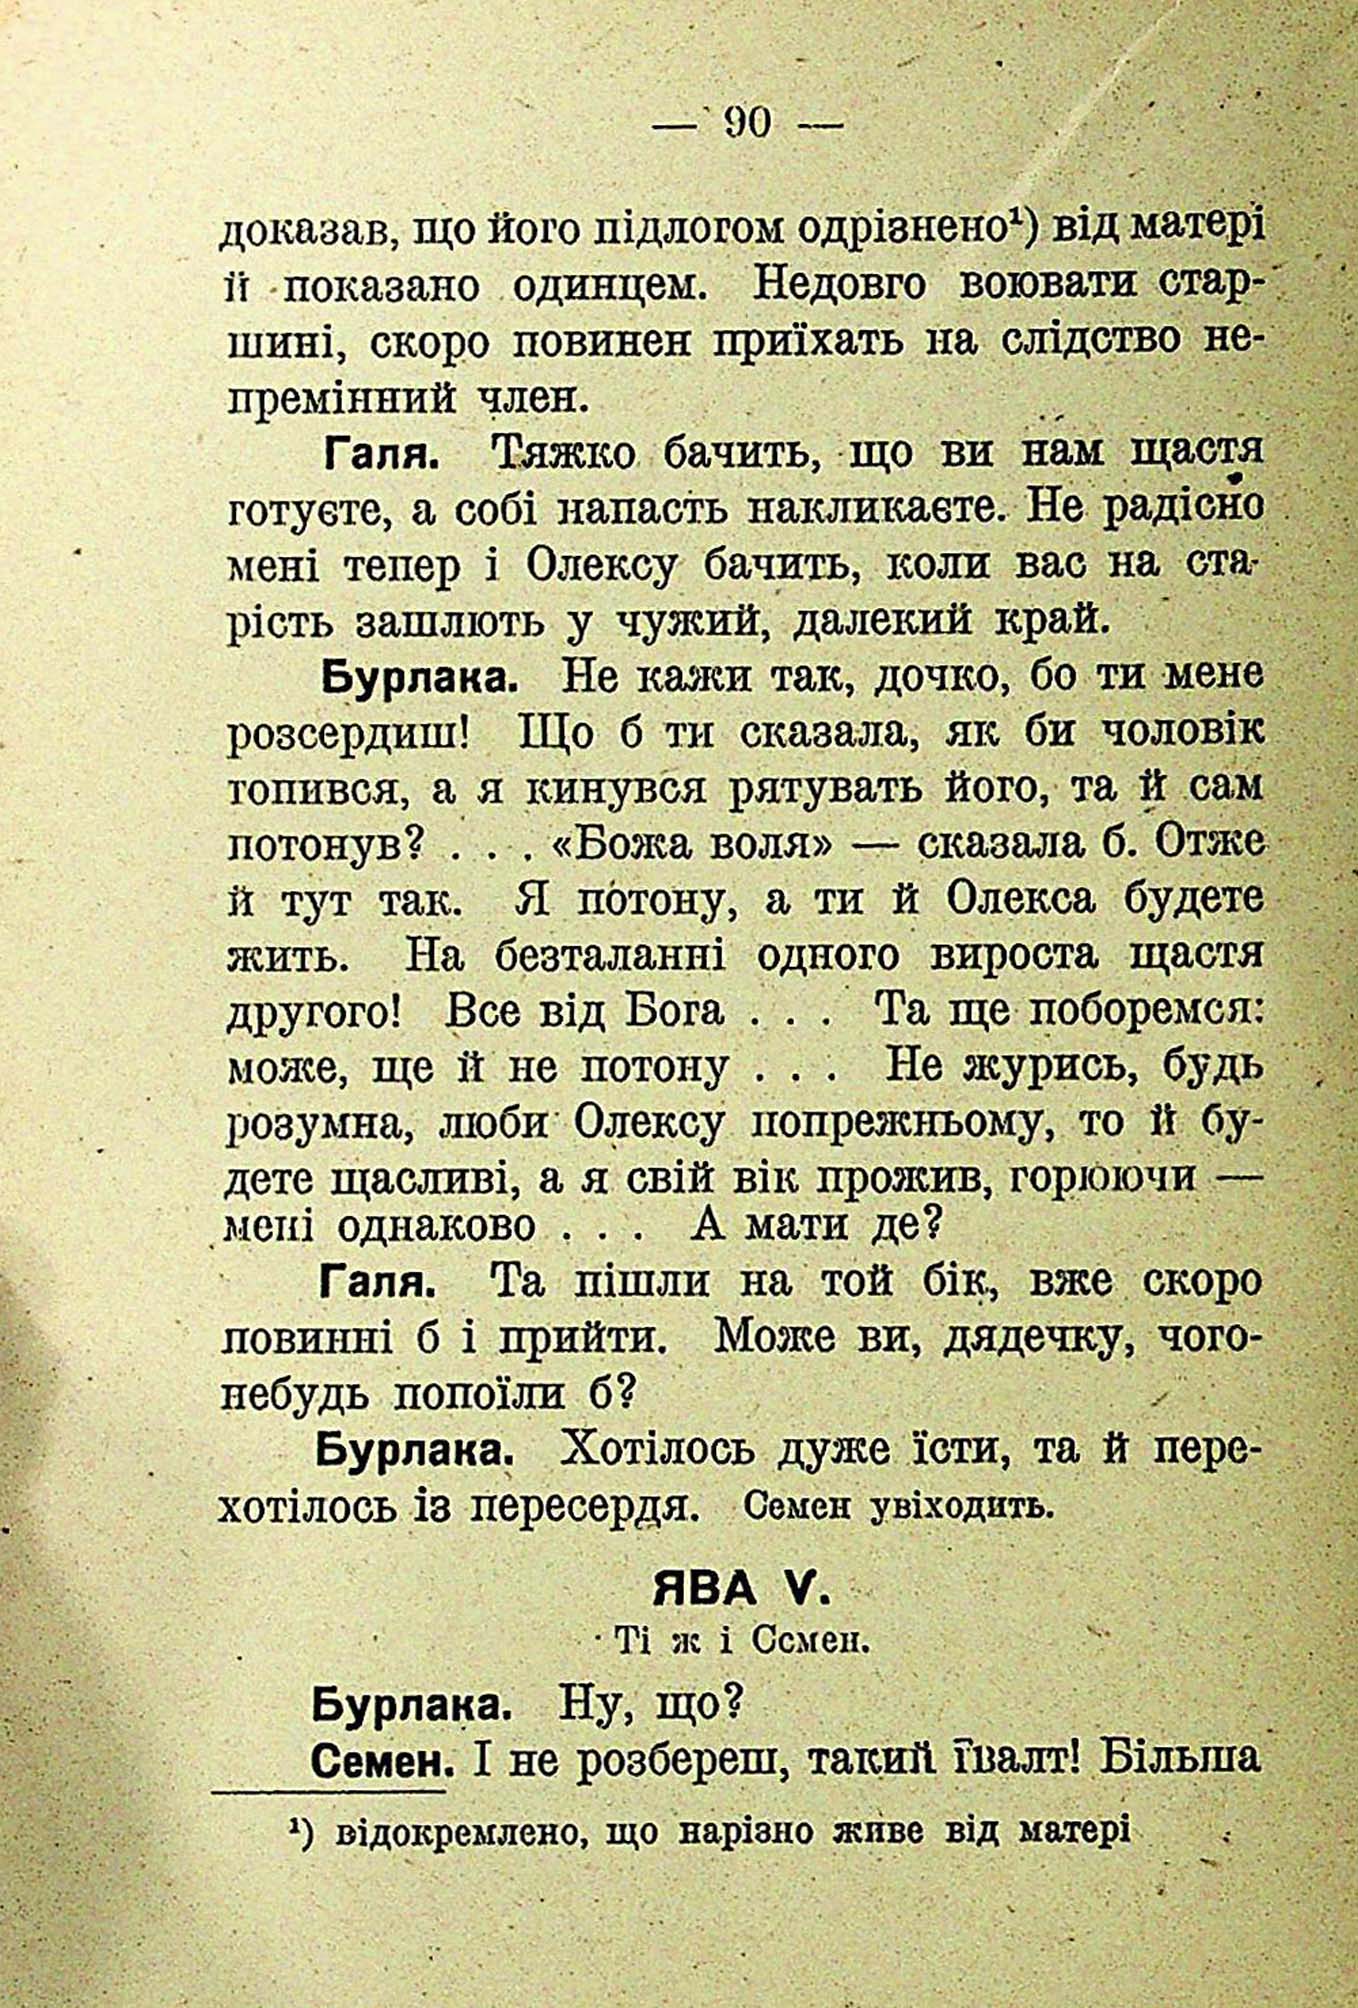 — 90 —
доказав, що його підлогом одрізнено¹) від матері
й показано одинцем. Недовго воювати стар-
шині, скоро повинен приїхать на слідство не-
премінний член.
Галя. Тяжко бачить, що ви нам щастя
готуєте, а собі напасть накликаєте. Не радісно
мені тепер і Олексу бачить, коли вас на ста-
рість зашлють у чужий, далекий край.
Бурлака. Не кажи так, дочко, бо ти мене
розсердиш! Що б ти сказала, як би чоловік
топився, а я кинувся рятувать його, та й сам
потонув? . . . «Божа воля» — сказала б. Отже
й тут так. Я потону, а ти й Олекса будете
жить. На безталанні одного вироста щастя
другого! Все від Бога . . . Та ще поборемся:
може, ще й не потону . . . Не журись, будь
розумна, люби Олексу попрежньому, то й бу-
дете щасливі, а я свій вік прожив, горюючи —
мені однаково . . . А мати де?
Галя. Та пішли на той бік, вже скоро
повинні б і прийти. Може ви, дядечку, чого-
небудь попоїли б?
Бурлака. Хотілось дуже їсти, та й пере-
хотілось із пересердя. Семен увіходить.
ЯВА V.
Ті ж і Семен.
Бурлака. Ну, що?
Семен. І не розбереш, такий ґвалт! Більша
¹) відокремлено, що нарізно живе від матері